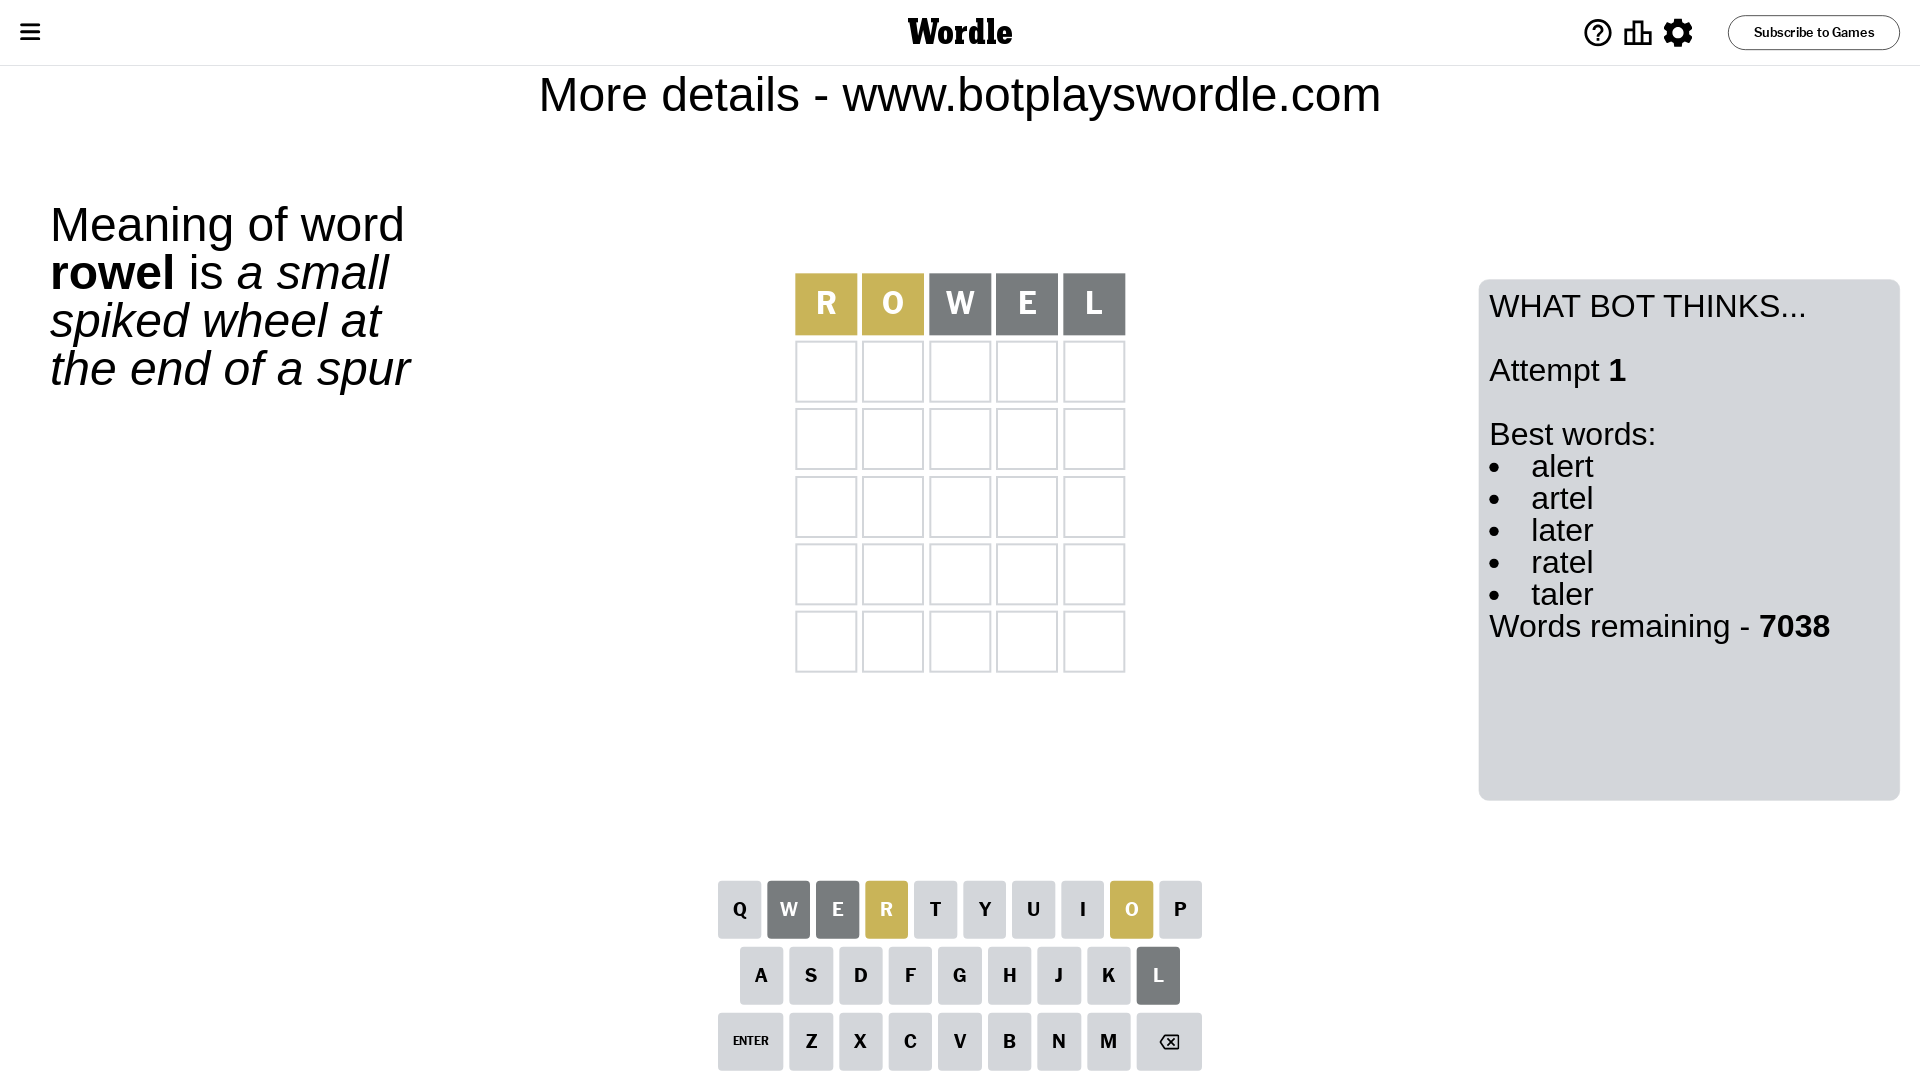 Wordle
Subscribe to Games
More details - www.botplayswordle.com
Meaning of word
rowel is a small
spiked wheel at
the end of a spur
R O W E L
WHAT BOT THINKS...
Attempt 1
Best words:
• alert
• artel
• later
• ratel
• taler
Words remaining - 7038
Q W E R T Y U I O P
A S D F G H J K L
ENTER Z X C V B N M